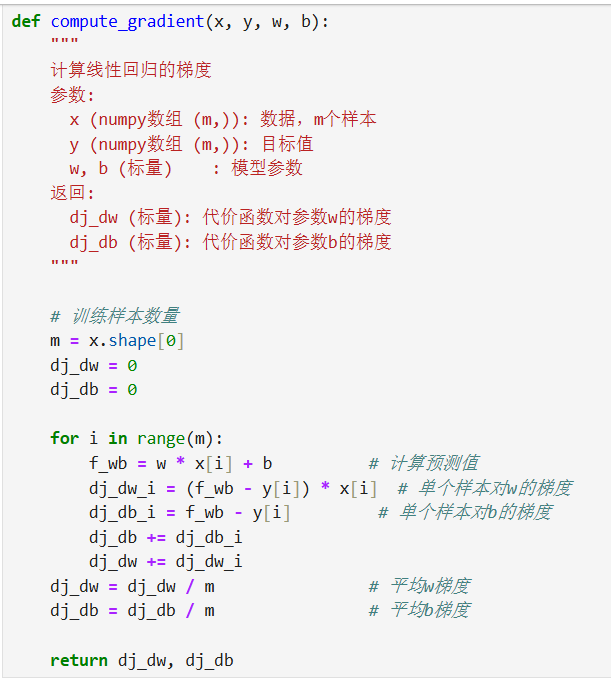 def compute_gradient(x, y, w, b):
    """
    计算线性回归的梯度
    参数:
      x (numpy数组 (m,)): 数据，m个样本
      y (numpy数组 (m,)): 目标值
      w, b (标量)    : 模型参数
    返回:
      dj_dw (标量): 代价函数对参数w的梯度
      dj_db (标量): 代价函数对参数b的梯度
    """

    # 训练样本数量
    m = x.shape[0]
    dj_dw = 0
    dj_db = 0

    for i in range(m):
        f_wb = w * x[i] + b          # 计算预测值
        dj_dw_i = (f_wb - y[i]) * x[i]  # 单个样本对w的梯度
        dj_db_i = f_wb - y[i]         # 单个样本对b的梯度
        dj_db += dj_db_i
        dj_dw += dj_dw_i
    dj_dw = dj_dw / m                # 平均w梯度
    dj_db = dj_db / m                # 平均b梯度

    return dj_dw, dj_db